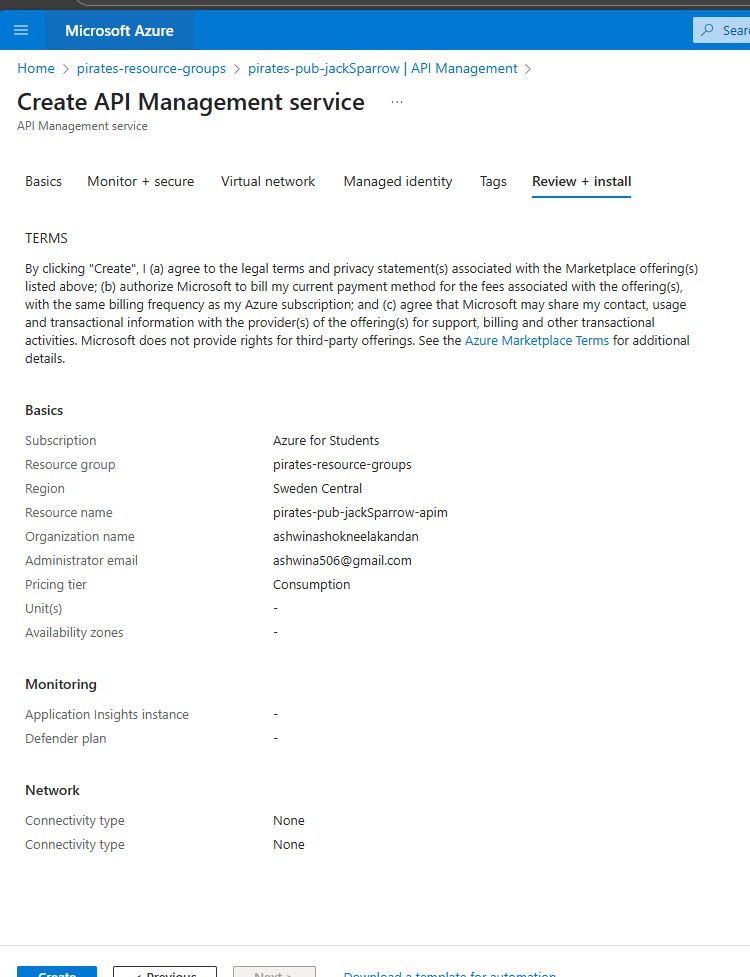 Microsoft Azure
Sear
Home > pirates-resource-groups > pirates-pub-jackSparrow | API Management >
Create API Management service ...
API Management service
Basics Monitor + secure Virtual network Managed identity Tags Review + install
TERMS
By clicking "Create", I (a) agree to the legal terms and privacy statement(s) associated with the Marketplace offering(s)
listed above; (b) authorize Microsoft to bill my current payment method for the fees associated with the offering(s),
with the same billing frequency as my Azure subscription; and (c) agree that Microsoft may share my contact, usage
and transactional information with the provider(s) of the offering(s) for support, billing and other transactional
activities. Microsoft does not provide rights for third-party offerings. See the Azure Marketplace Terms for additional
details.
Basics
Subscription Azure for Students
Resource group pirates-resource-groups
Region Sweden Central
Resource name pirates-pub-jackSparrow-apim
Organization name ashwinashokneelakandan
Administrator email ashwina506@gmail.com
Pricing tier Consumption
Unit(s) -
Availability zones -
Monitoring
Application Insights instance -
Defender plan -
Network
Connectivity type None
Connectivity type None
Create < Previous Next > Download a template for automation